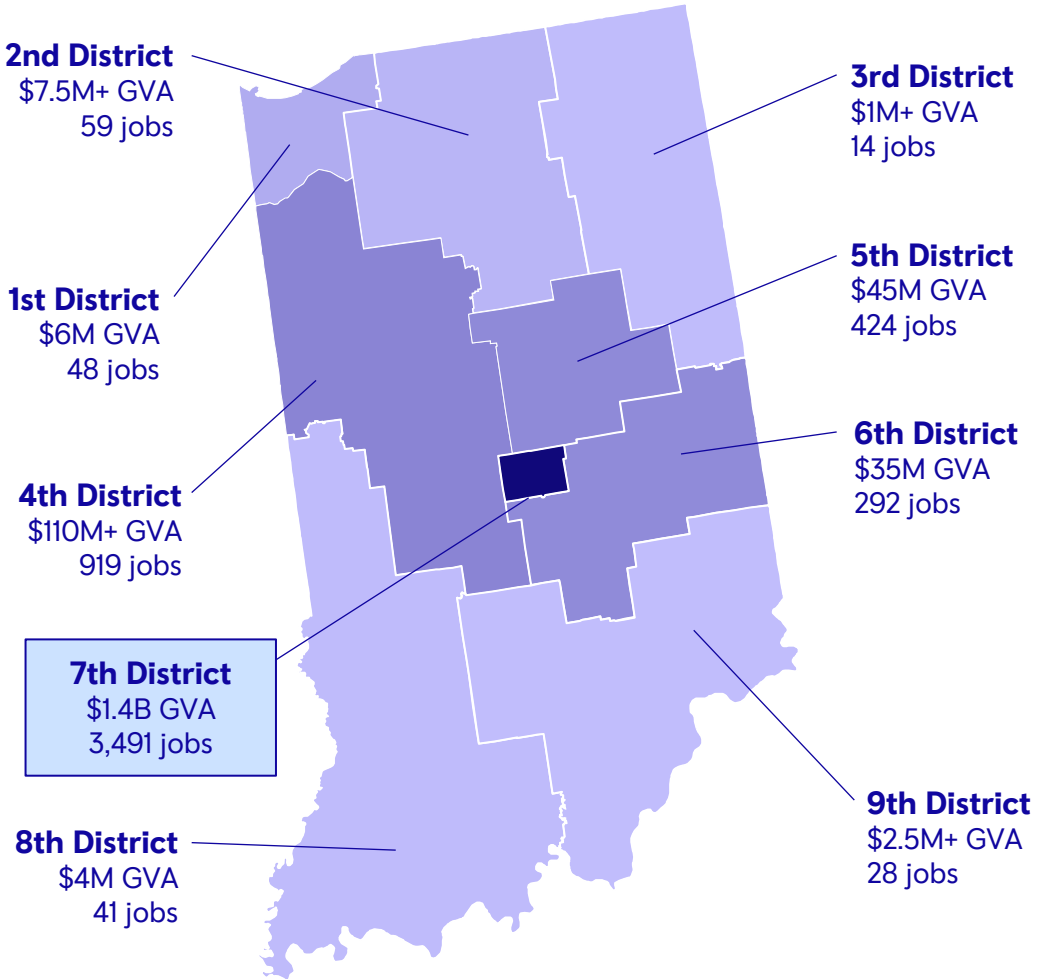 2nd District
$7.5M+ GVA
59 jobs
3rd District
$1M+ GVA
14 jobs
1st District
$6M GVA
48 jobs
5th District
$45M GVA
424 jobs
4th District
$110M+ GVA
919 jobs
6th District
$35M GVA
292 jobs
7th District
$1.4B GVA
3,491 jobs
8th District
$4M GVA
41 jobs
9th District
$2.5M+ GVA
28 jobs